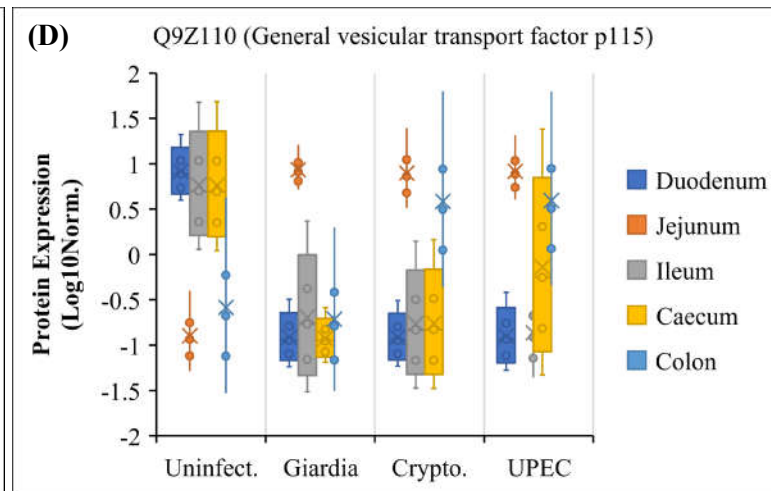 (D) Q9Z110 (General vesicular transport factor p115)
Protein Expression
(Log10Norm.)
2
1.5
1
0.5
0
-0.5
-1
-1.5
-2
Uninfect. Giardia Crypto. UPEC
Duodenum
Jejunum
Ileum
Caecum
Colon